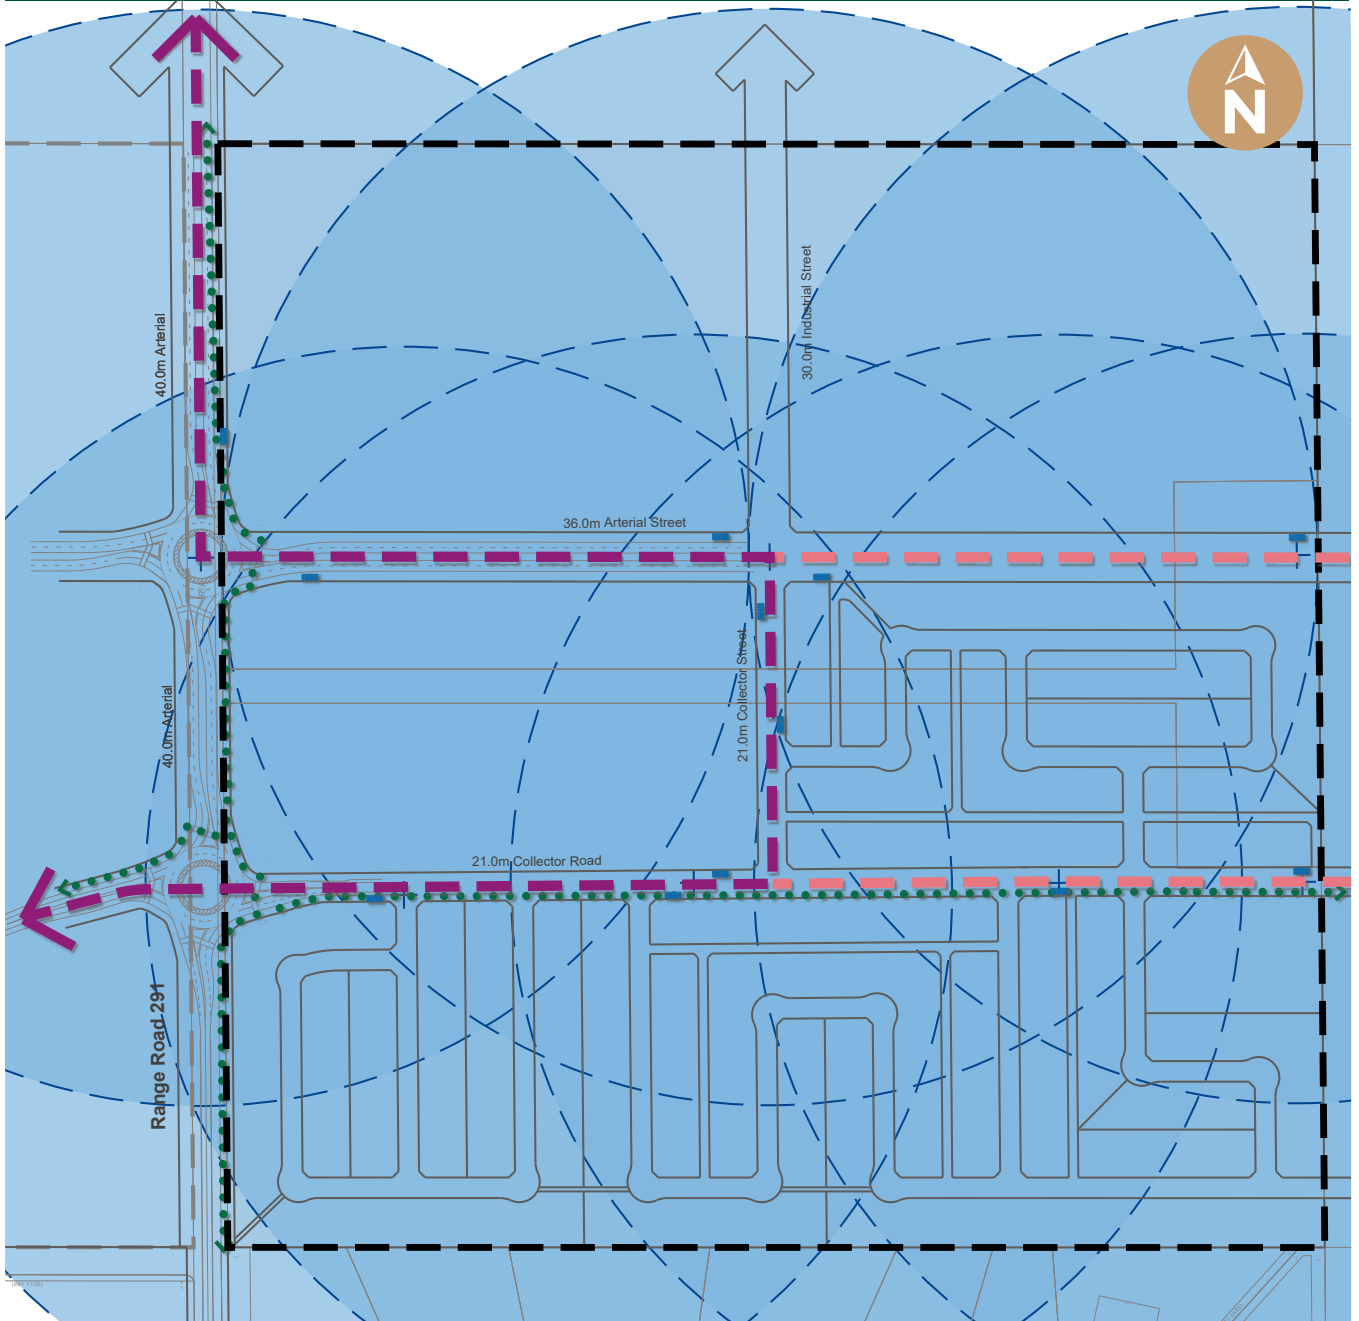 N
30.0m Industrial Street
40.0m Arterial
36.0m Arterial Street
21.0m Collector Street
40.0m Arterial
21.0m Collector Road
Range Road 291